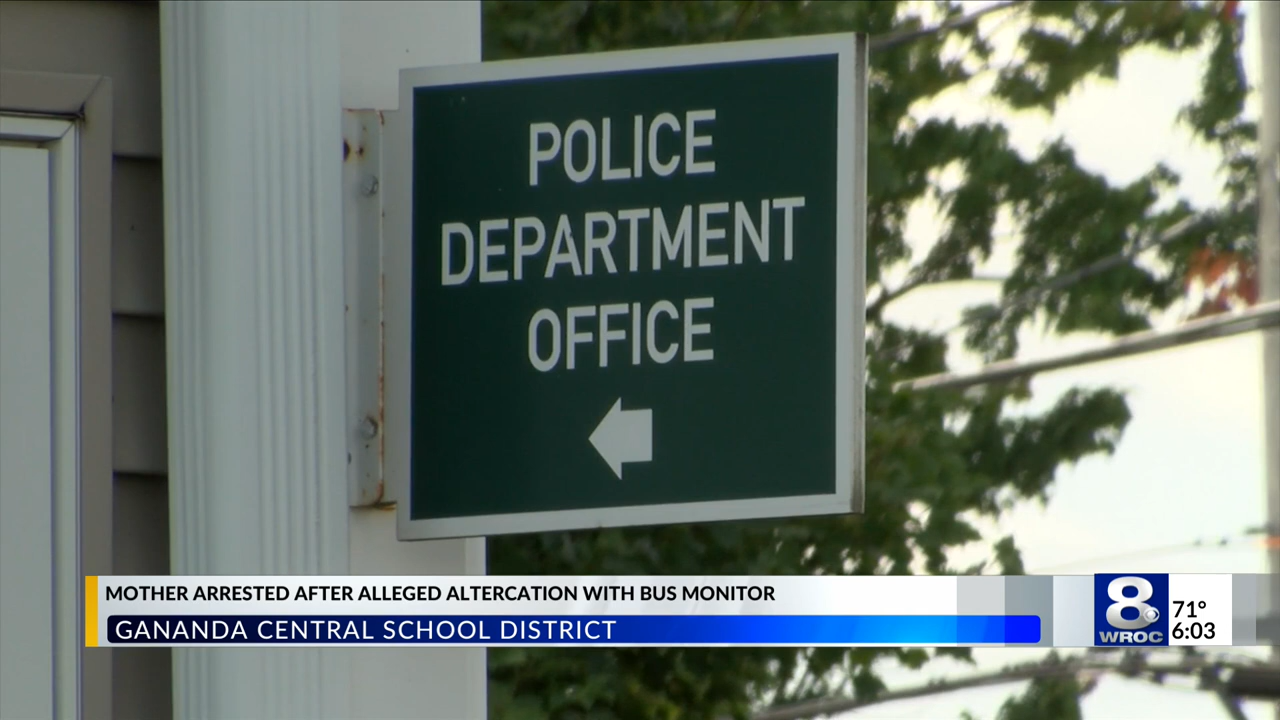 POLICE
DEPARTMENT
OFFICE
MOTHER ARRESTED AFTER ALLEGED ALTERCATION WITH BUS MONITOR
GANANDA CENTRAL SCHOOL DISTRICT
8
WROC
71°
6:03